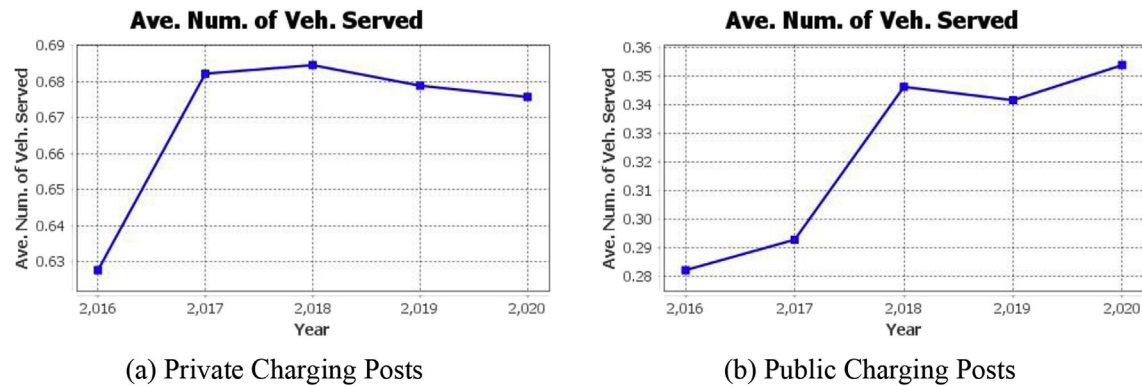 Ave. Num. of Veh. Served
Ave. Num. of Veh. Served
0.69
0.68
0.67
0.66
0.65
0.64
0.63
2,016 2,017 2,018 2,019 2,020
Year
(a) Private Charging Posts
Ave. Num. of Veh. Served
Ave. Num. of Veh. Served
0.36
0.35
0.34
0.33
0.32
0.31
0.30
0.29
0.28
2,016 2,017 2,018 2,019 2,020
Year
(b) Public Charging Posts